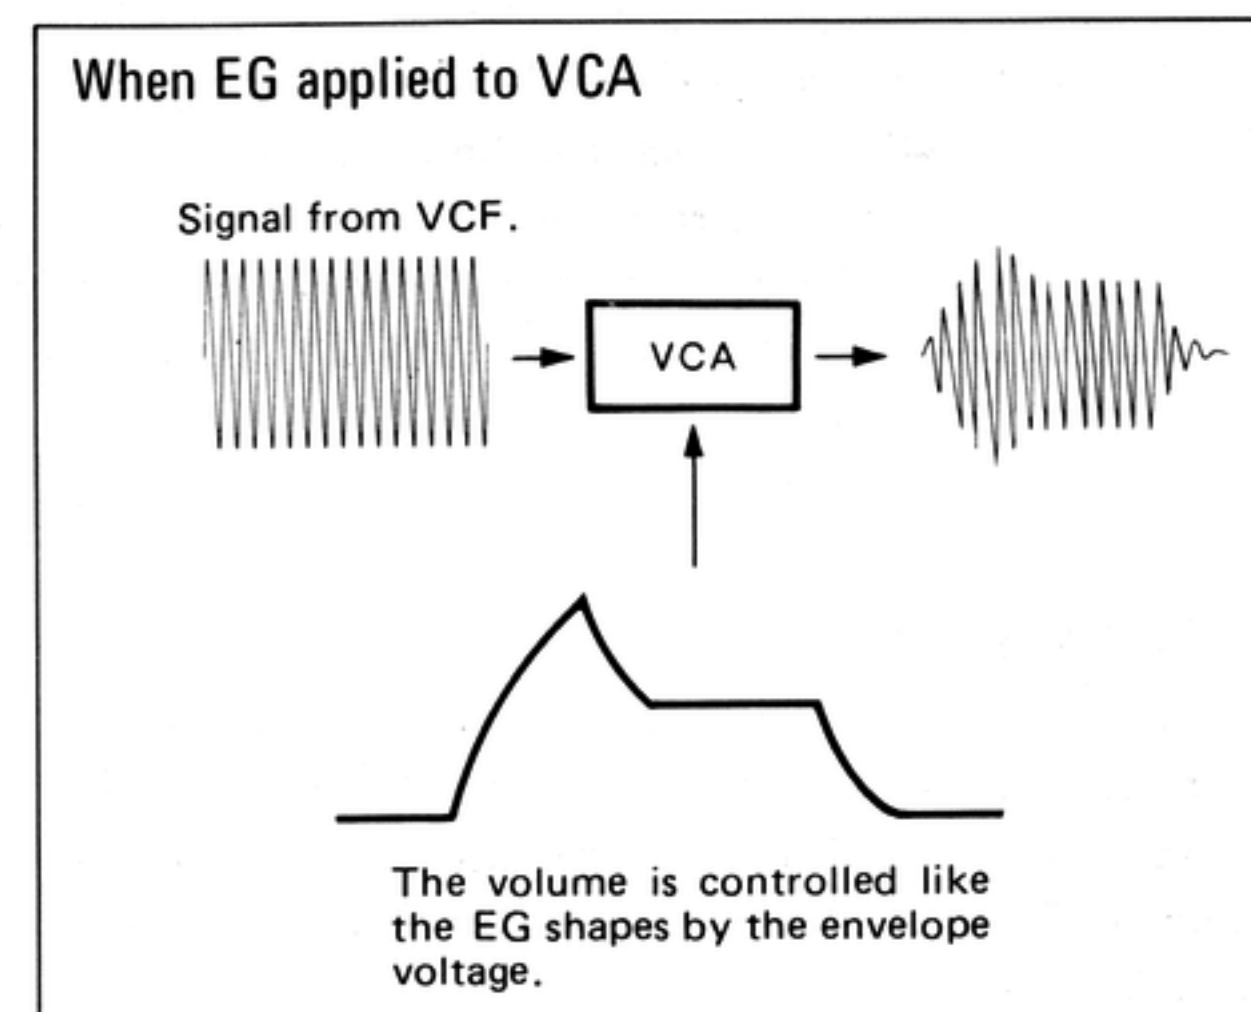 When EG applied to VCA
Signal from VCF.
VCA
The volume is controlled like
the EG shapes by the envelope
voltage.